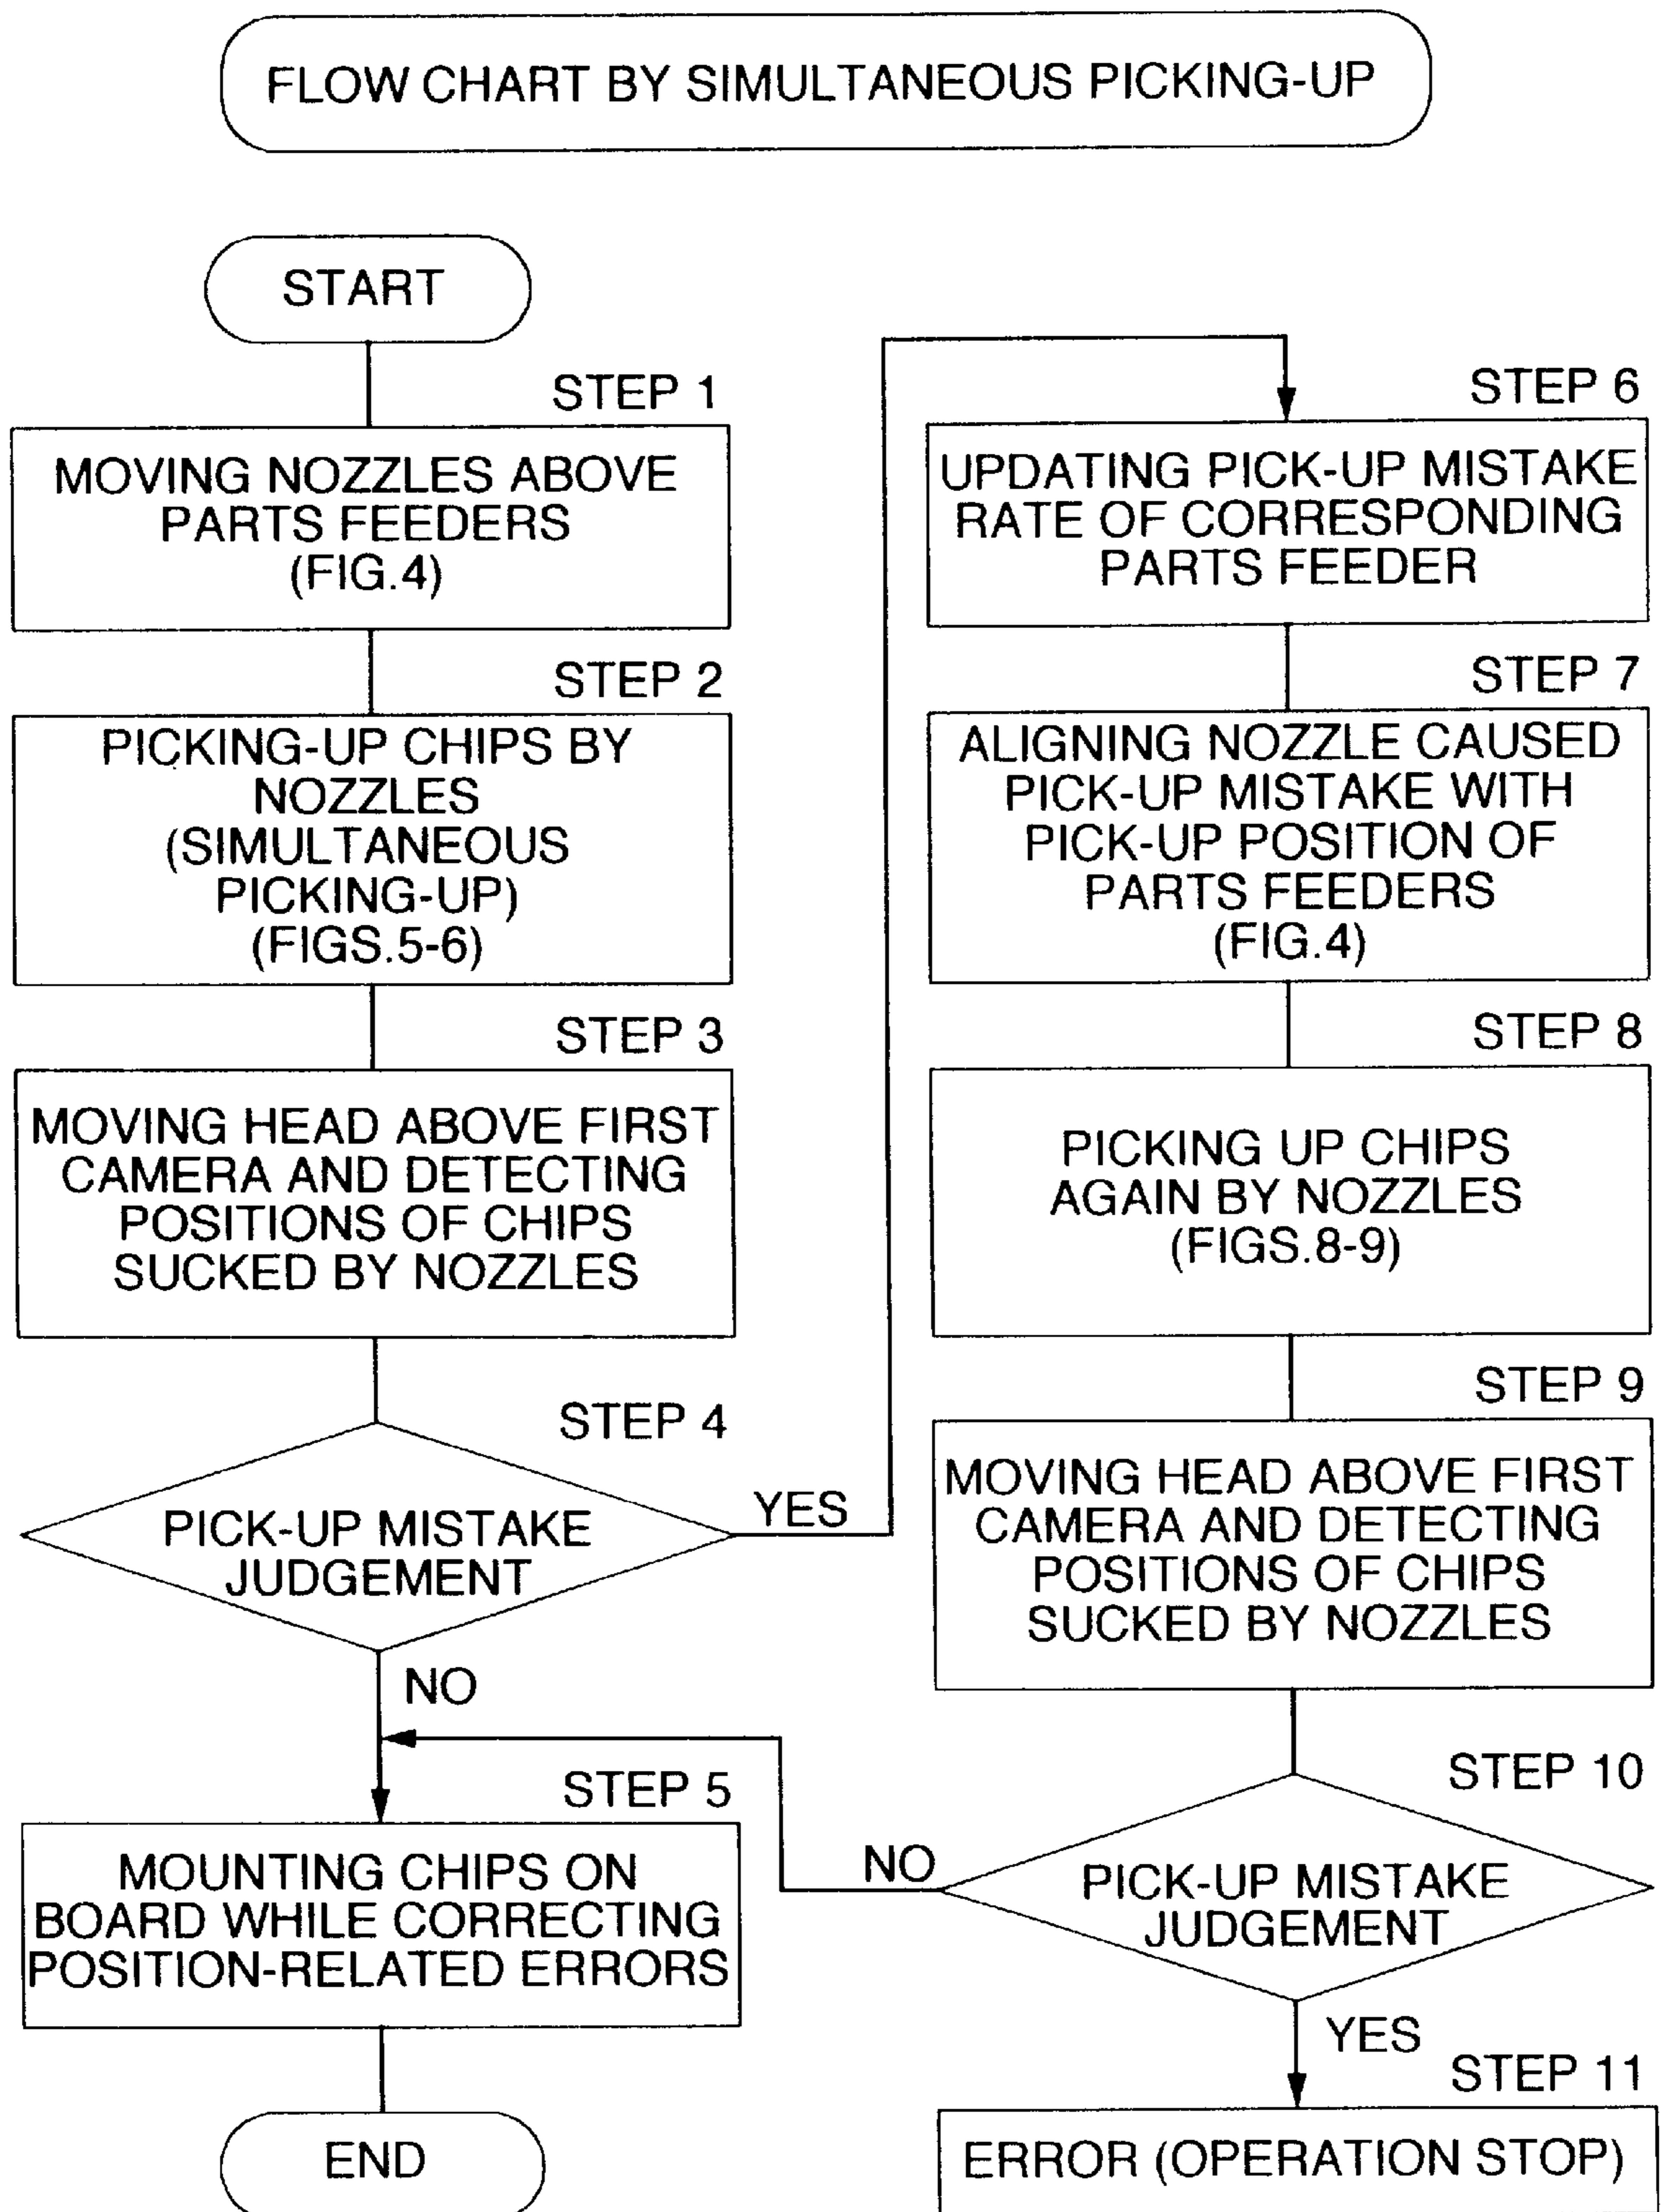 FLOW CHART BY SIMULTANEOUS PICKING-UP
START
STEP 1
MOVING NOZZLES ABOVE
PARTS FEEDERS
(FIG.4)
STEP 2
PICKING-UP CHIPS BY
NOZZLES
(SIMULTANEOUS
PICKING-UP)
(FIGS.5-6)
STEP 3
MOVING HEAD ABOVE FIRST
CAMERA AND DETECTING
POSITIONS OF CHIPS
SUCKED BY NOZZLES
STEP 4
PICK-UP MISTAKE
JUDGEMENT
YES
NO
STEP 5
MOUNTING CHIPS ON
BOARD WHILE CORRECTING
POSITION-RELATED ERRORS
END
STEP 6
UPDATING PICK-UP MISTAKE
RATE OF CORRESPONDING
PARTS FEEDER
STEP 7
ALIGNING NOZZLE CAUSED
PICK-UP MISTAKE WITH
PICK-UP POSITION OF
PARTS FEEDERS
(FIG.4)
STEP 8
PICKING UP CHIPS
AGAIN BY NOZZLES
(FIGS.8-9)
STEP 9
MOVING HEAD ABOVE FIRST
CAMERA AND DETECTING
POSITIONS OF CHIPS
SUCKED BY NOZZLES
STEP 10
NO
PICK-UP MISTAKE
JUDGEMENT
YES
STEP 11
ERROR (OPERATION STOP)